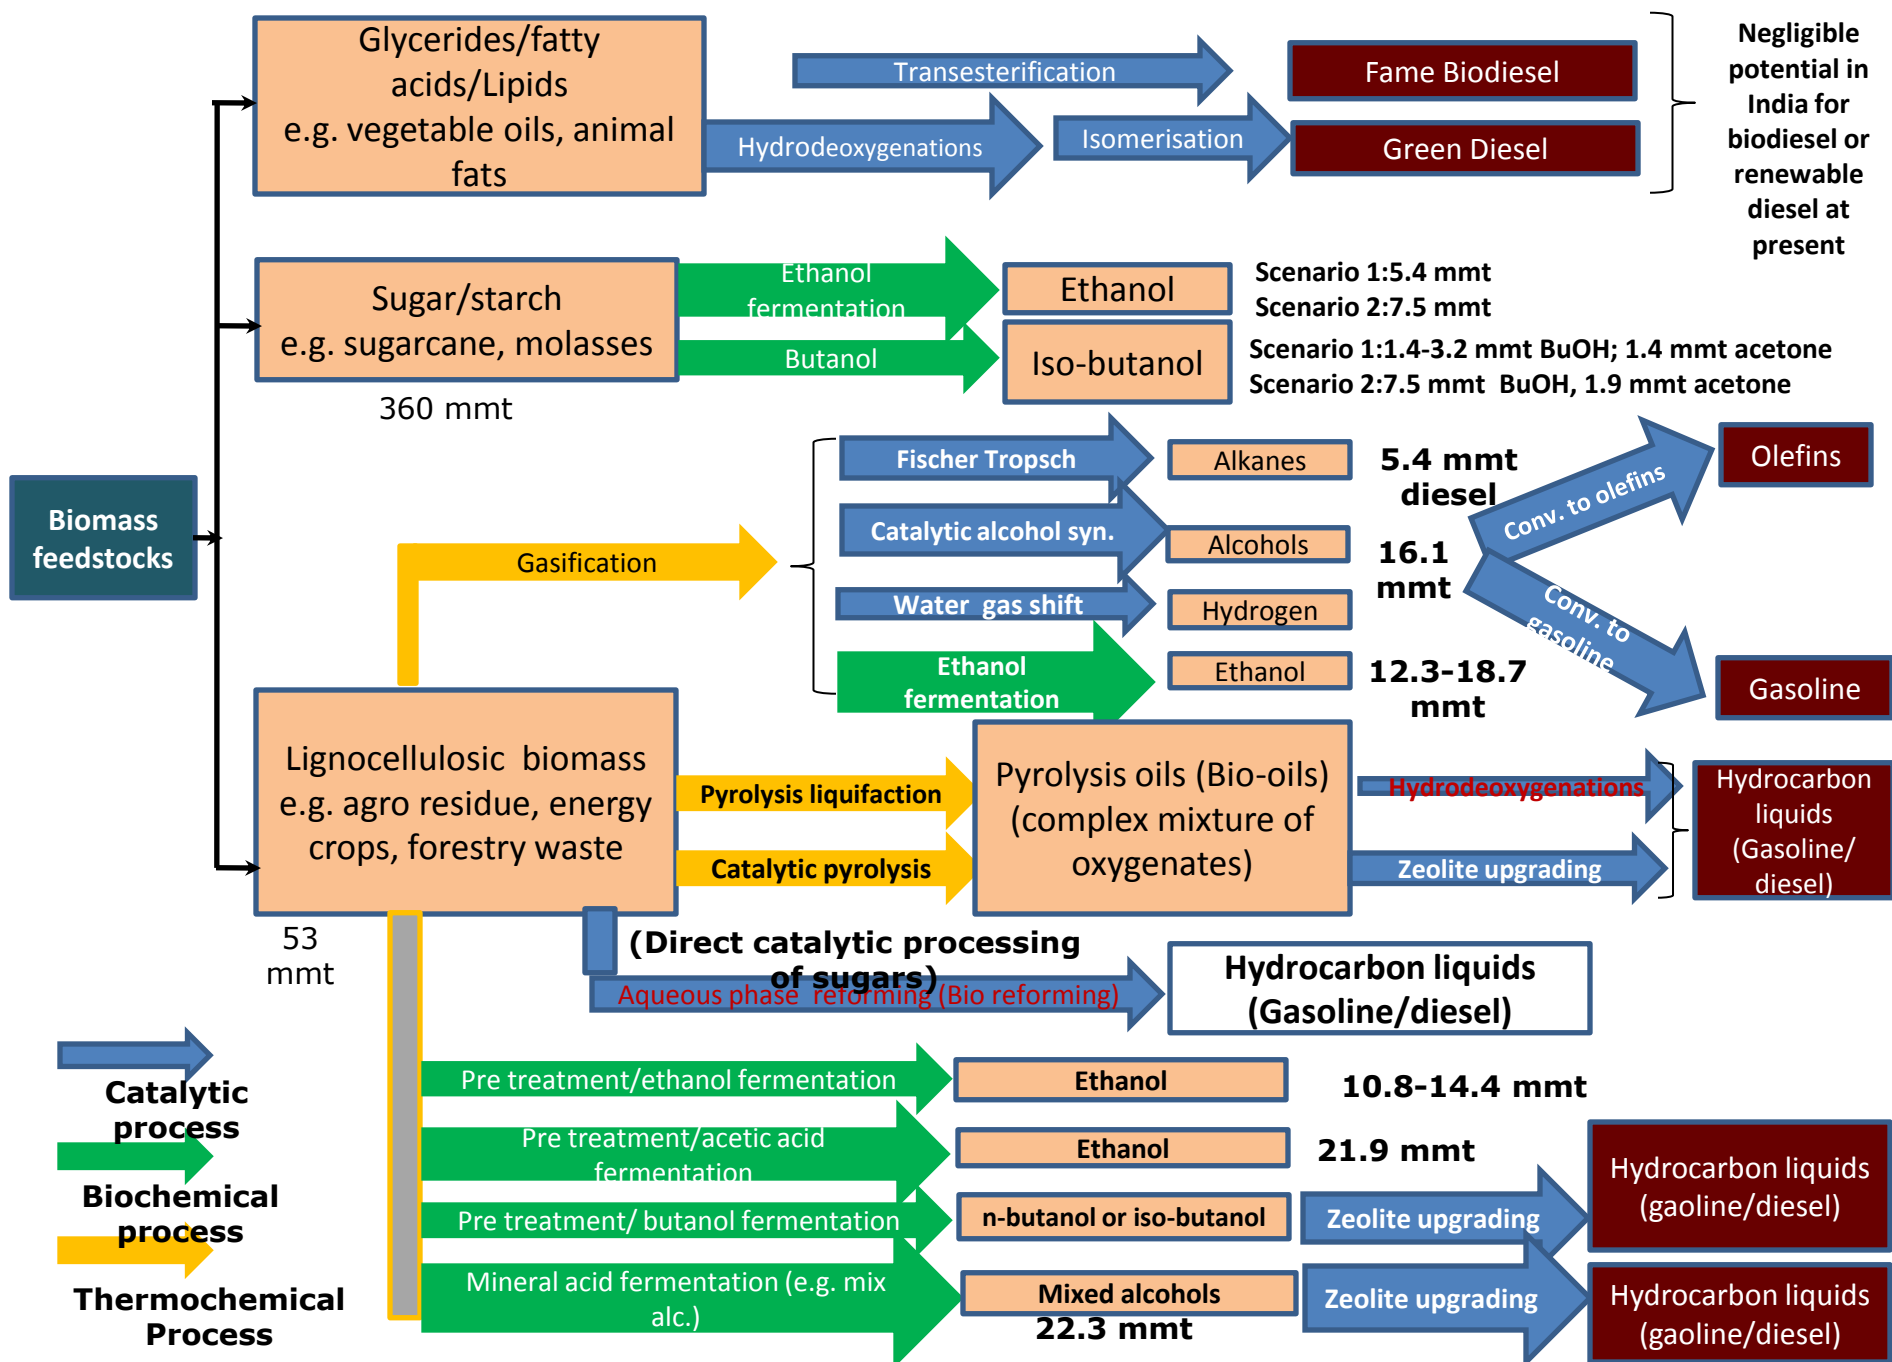 Glycerides/fatty
acids/Lipids
e.g. vegetable oils, animal
fats
Transesterification
Fame Biodiesel
Hydrodeoxygenations
Isomerisation
Green Diesel
Negligible
potential in
India for
biodiesel or
renewable
diesel at
present
Sugar/starch
e.g. sugarcane, molasses
360 mmt
Ethanol
fermentation
Ethanol
Scenario 1:5.4 mmt
Scenario 2:7.5 mmt
Butanol
Iso-butanol
Scenario 1:1.4-3.2 mmt BuOH; 1.4 mmt acetone
Scenario 2:7.5 mmt BuOH, 1.9 mmt acetone
Biomass
feedstocks
Gasification
Fischer Tropsch
Alkanes
5.4 mmt
diesel
Catalytic alcohol syn.
Alcohols
16.1
mmt
Water gas shift
Hydrogen
Ethanol
fermentation
Ethanol
12.3-18.7
mmt
Conv. to olefins
Olefins
Conv. to
gasoline
Gasoline
Lignocellulosic biomass
e.g. agro residue, energy
crops, forestry waste
53
mmt
Pyrolysis liquifaction
Catalytic pyrolysis
Pyrolysis oils (Bio-oils)
(complex mixture of
oxygenates)
Hydrodeoxygenations
Zeolite upgrading
Hydrocarbon
liquids
(Gasoline/
diesel)
(Direct catalytic processing
of sugars)
Aqueous phase reforming (Bio reforming)
Hydrocarbon liquids
(Gasoline/diesel)
Pre treatment/ethanol fermentation
Ethanol
10.8-14.4 mmt
Pre treatment/acetic acid
fermentation
Ethanol
21.9 mmt
Pre treatment/ butanol fermentation
n-butanol or iso-butanol
Zeolite upgrading
Hydrocarbon liquids
(gaoline/diesel)
Mineral acid fermentation (e.g. mix
alc.)
Mixed alcohols
22.3 mmt
Zeolite upgrading
Hydrocarbon liquids
(gaoline/diesel)
Catalytic
process
Biochemical
process
Thermochemical
Process